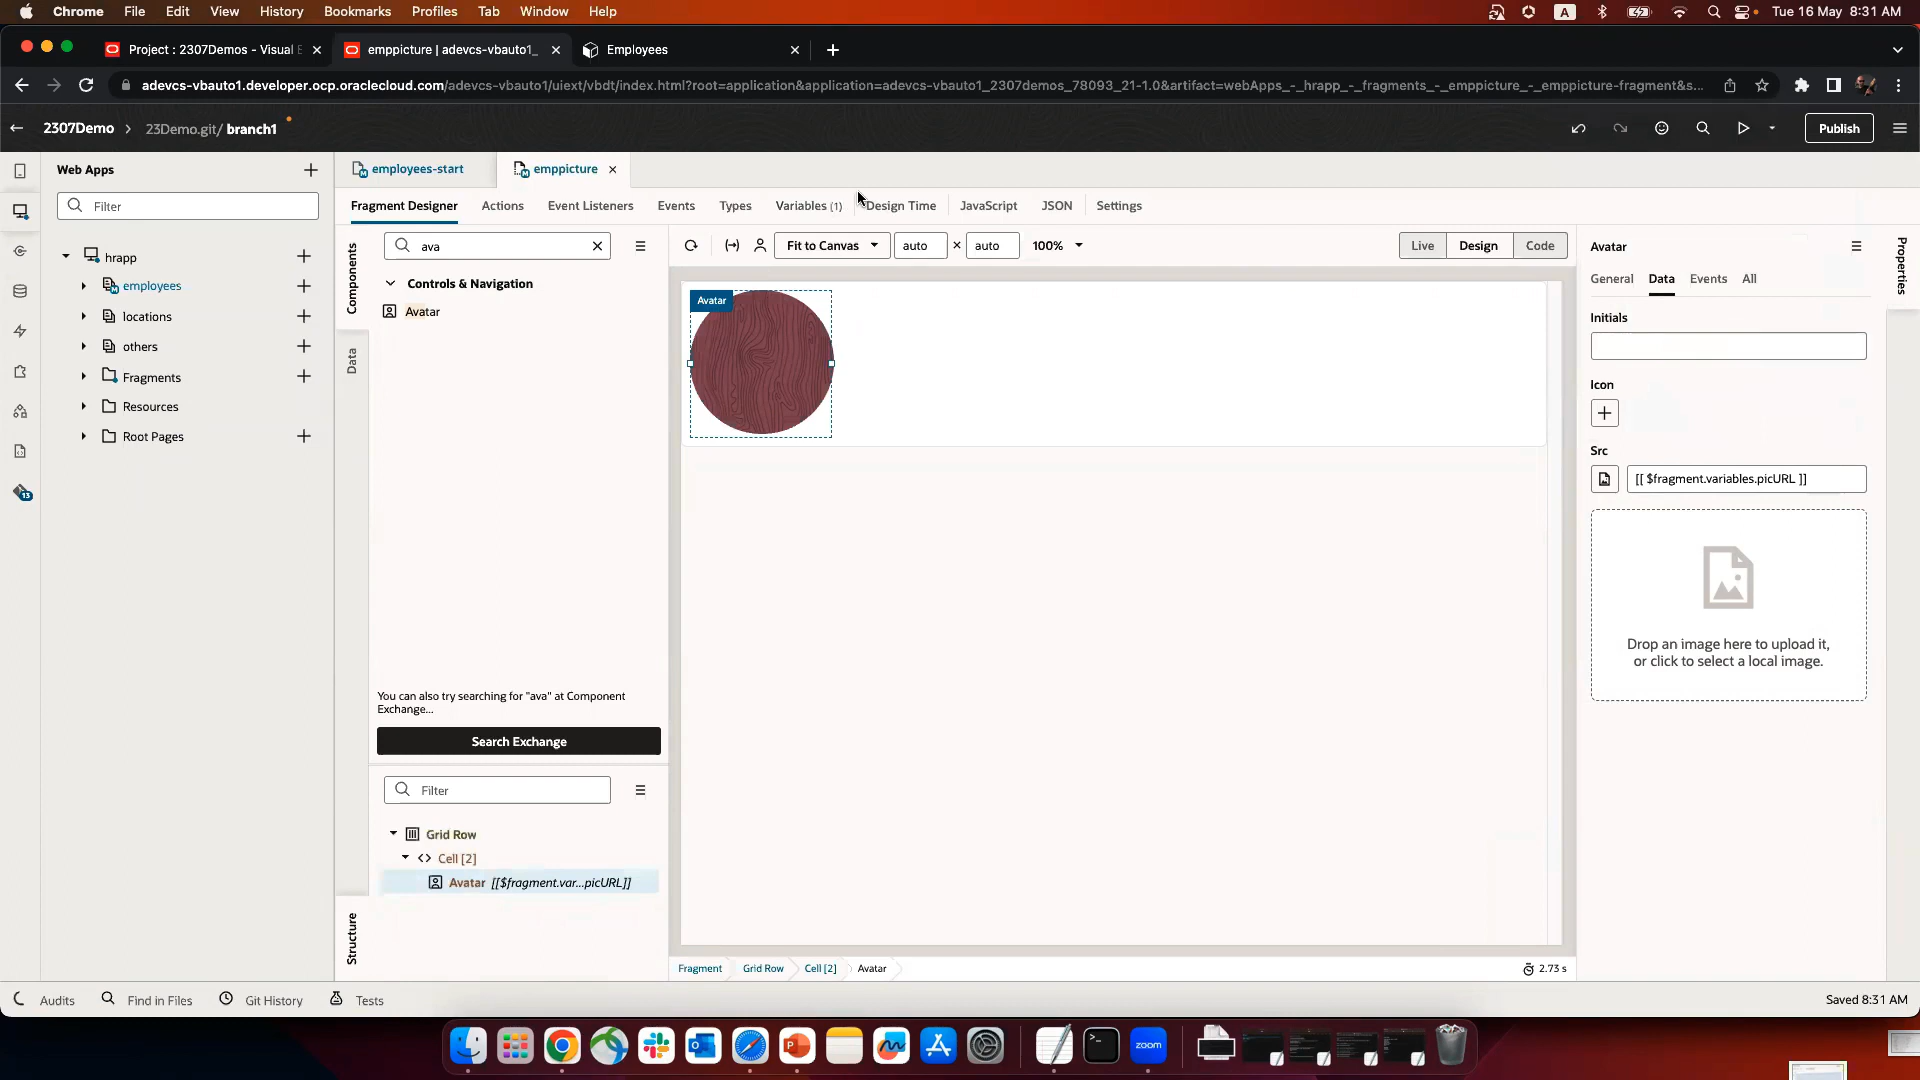 Chrome File Edit View History Bookmarks Profiles Tab Window Help
A Tue 16 May 8:31 AM
Project : 2307Demos - Visual
emppicture | adevcs-vbauto1_
Employees
adevcs-vbauto1.developer.ocp.oraclecloud.com/adevcs-vbauto1/uiext/vbdt/index.html?root=application&application=adevcs-vbauto1_2307demos_78093_21-1.0&artifact=webApps_-_hrapp_-_fragments_-_emppicture_-_emppicture-fragment&s...
2307Demo > 23Demo.git/ branch1
Publish
Web Apps
employees-start
emppicture
Filter
Fragment Designer Actions Event Listeners Events Types Variables (1) Design Time JavaScript JSON Settings
Components
ava
Fit to Canvas auto × auto 100%
Live Design Code
Avatar
Properties
hrapp
employees
locations
others
Fragments
Resources
Root Pages
Controls & Navigation
Avatar
Data
Avatar
General Data Events All
Initials
Icon
Src
[[ $fragment.variables.picURL ]]
Drop an image here to upload it,
or click to select a local image.
You can also try searching for "ava" at Component
Exchange...
Search Exchange
Filter
Grid Row
Cell [2]
Avatar [[$fragment.var...picURL]]
Structure
Fragment Grid Row Cell [2] Avatar
2.73 s
13
Audits Find in Files Git History Tests
Saved 8:31 AM
zoom